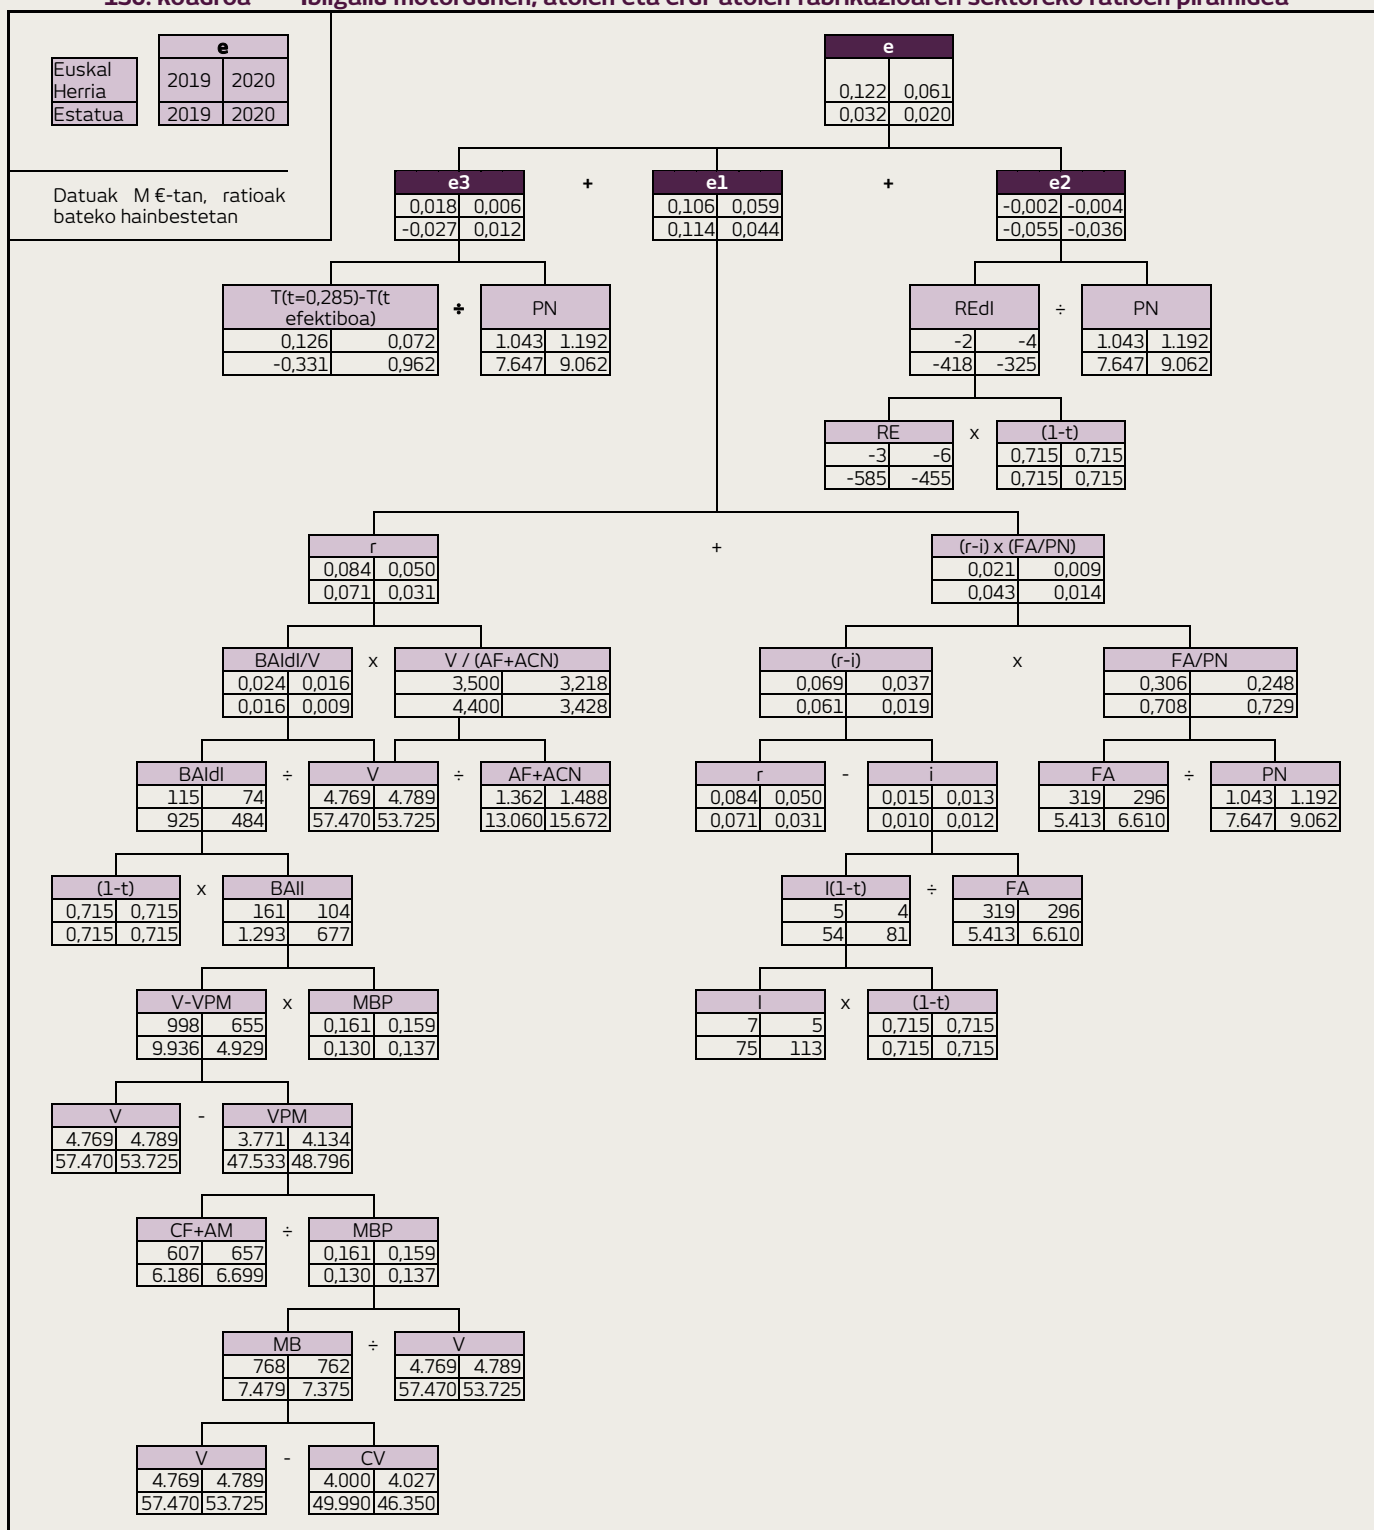 130. koadroa Ibilgailu motordunen, atoien eta erdi-atoien fabrikazioaren sektoreko ratioen piramidea
e
Euskal Herria 2019 2020
Estatua 2019 2020
Datuak M €-tan, ratioak
bateko hainbestetan
e
0,122 0,061
0,032 0,020
e3 + e1 + e2
0,018 0,006 0,106 0,059 -0,002 -0,004
-0,027 0,012 0,114 0,044 -0,055 -0,036
T(t=0,285)-T(t
efektiboa) ÷ PN REdI ÷ PN
0,126 0,072 1.043 1.192 -2 -4 1.043 1.192
-0,331 0,962 7.647 9.062 -418 -325 7.647 9.062
RE x (1-t)
-3 -6 0,715 0,715
-585 -455 0,715 0,715
r + (r-i) x (FA/PN)
0,084 0,050 0,021 0,009
0,071 0,031 0,043 0,014
BAIdI/V x V / (AF+ACN) (r-i) x FA/PN
0,024 0,016 3,500 3,218 0,069 0,037 0,306 0,248
0,016 0,009 4,400 3,428 0,061 0,019 0,708 0,729
BAIdI ÷ V ÷ AF+ACN r - i FA ÷ PN
115 74 4.769 4.789 1.362 1.488 0,084 0,050 0,015 0,013 319 296 1.043 1.192
925 484 57.470 53.725 13.060 15.672 0,071 0,031 0,010 0,012 5.413 6.610 7.647 9.062
(1-t) x BAII I(1-t) ÷ FA
0,715 0,715 161 104 5 4 319 296
0,715 0,715 1.293 677 54 81 5.413 6.610
V-VPM x MBP I x (1-t)
998 655 0,161 0,159 7 5 0,715 0,715
9.936 4.929 0,130 0,137 75 113 0,715 0,715
V - VPM
4.769 4.789 3.771 4.134
57.470 53.725 47.533 48.796
CF+AM ÷ MBP
607 657 0,161 0,159
6.186 6.699 0,130 0,137
MB ÷ V
768 762 4.769 4.789
7.479 7.375 57.470 53.725
V - CV
4.769 4.789 4.000 4.027
57.470 53.725 49.990 46.350